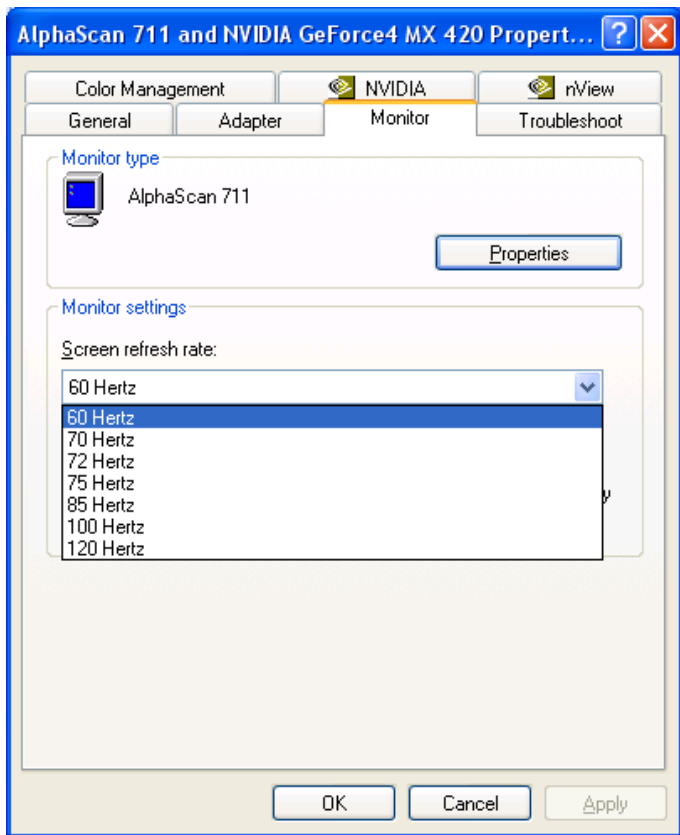 AlphaScan 711 and NVIDIA GeForce4 MX 420 Propert...
Color Management NVIDIA nView
General Adapter Monitor Troubleshoot
Monitor type
AlphaScan 711
Properties
Monitor settings
Screen refresh rate:
60 Hertz
60 Hertz
70 Hertz
72 Hertz
75 Hertz
85 Hertz
100 Hertz
120 Hertz
OK Cancel Apply